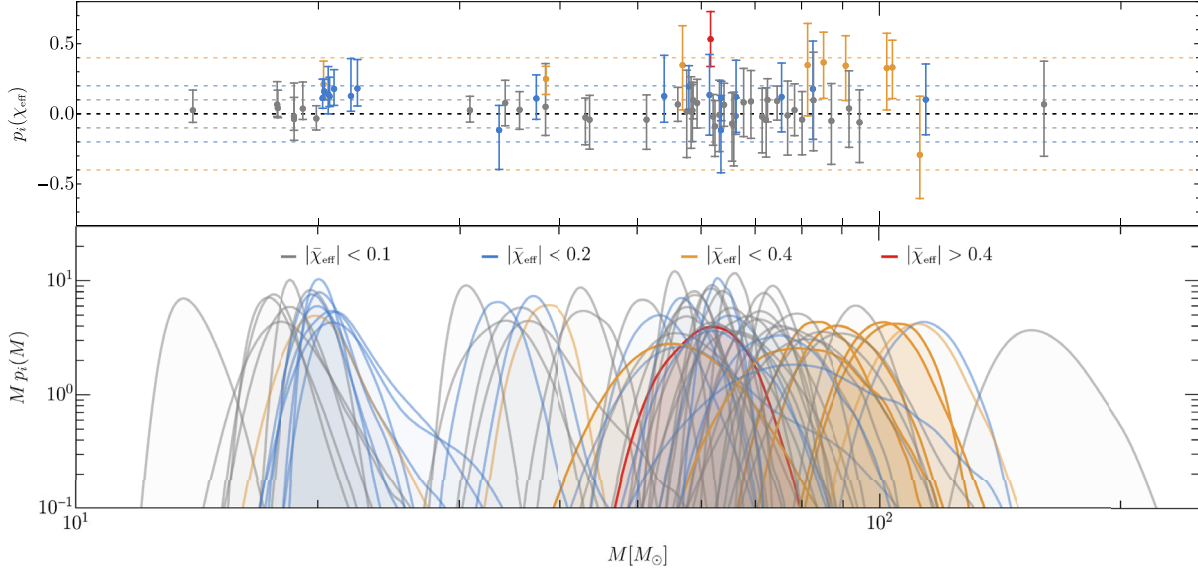 0.5
0.0
−0.5
p_i(χ_eff)
|χ̄_eff| < 0.1
|χ̄_eff| < 0.2
|χ̄_eff| < 0.4
|χ̄_eff| > 0.4
10^1
10^0
10^−1
M p_i(M)
10^1
10^2
M[M_⊙]